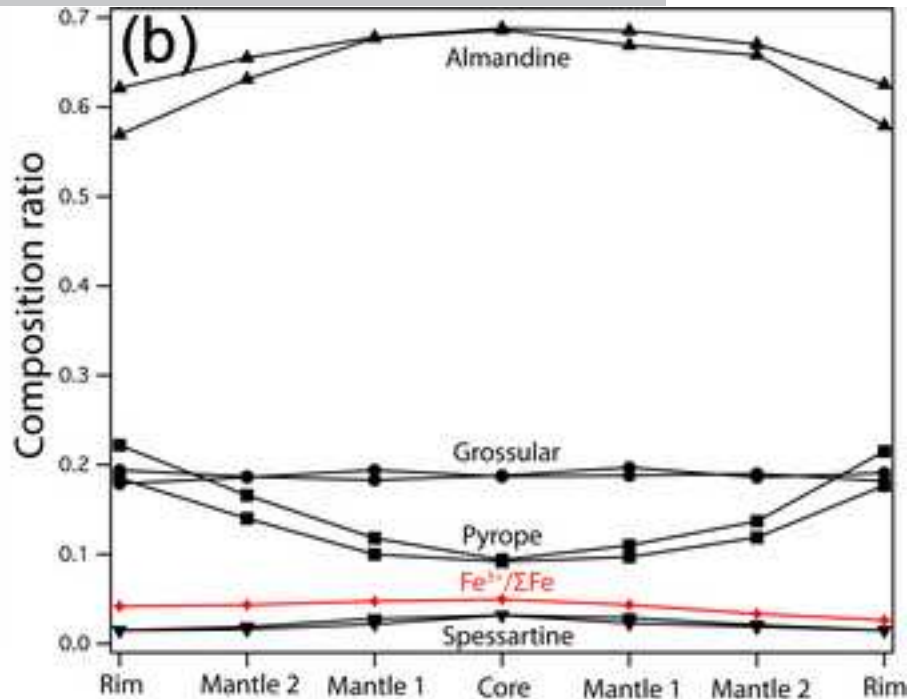 (b)
0.7
0.6
0.5
0.4
0.3
0.2
0.1
0.0
Composition ratio
Almandine
Grossular
Pyrope
Fe³⁺/ΣFe
Spessartine
Rim Mantle 2 Mantle 1 Core Mantle 1 Mantle 2 Rim